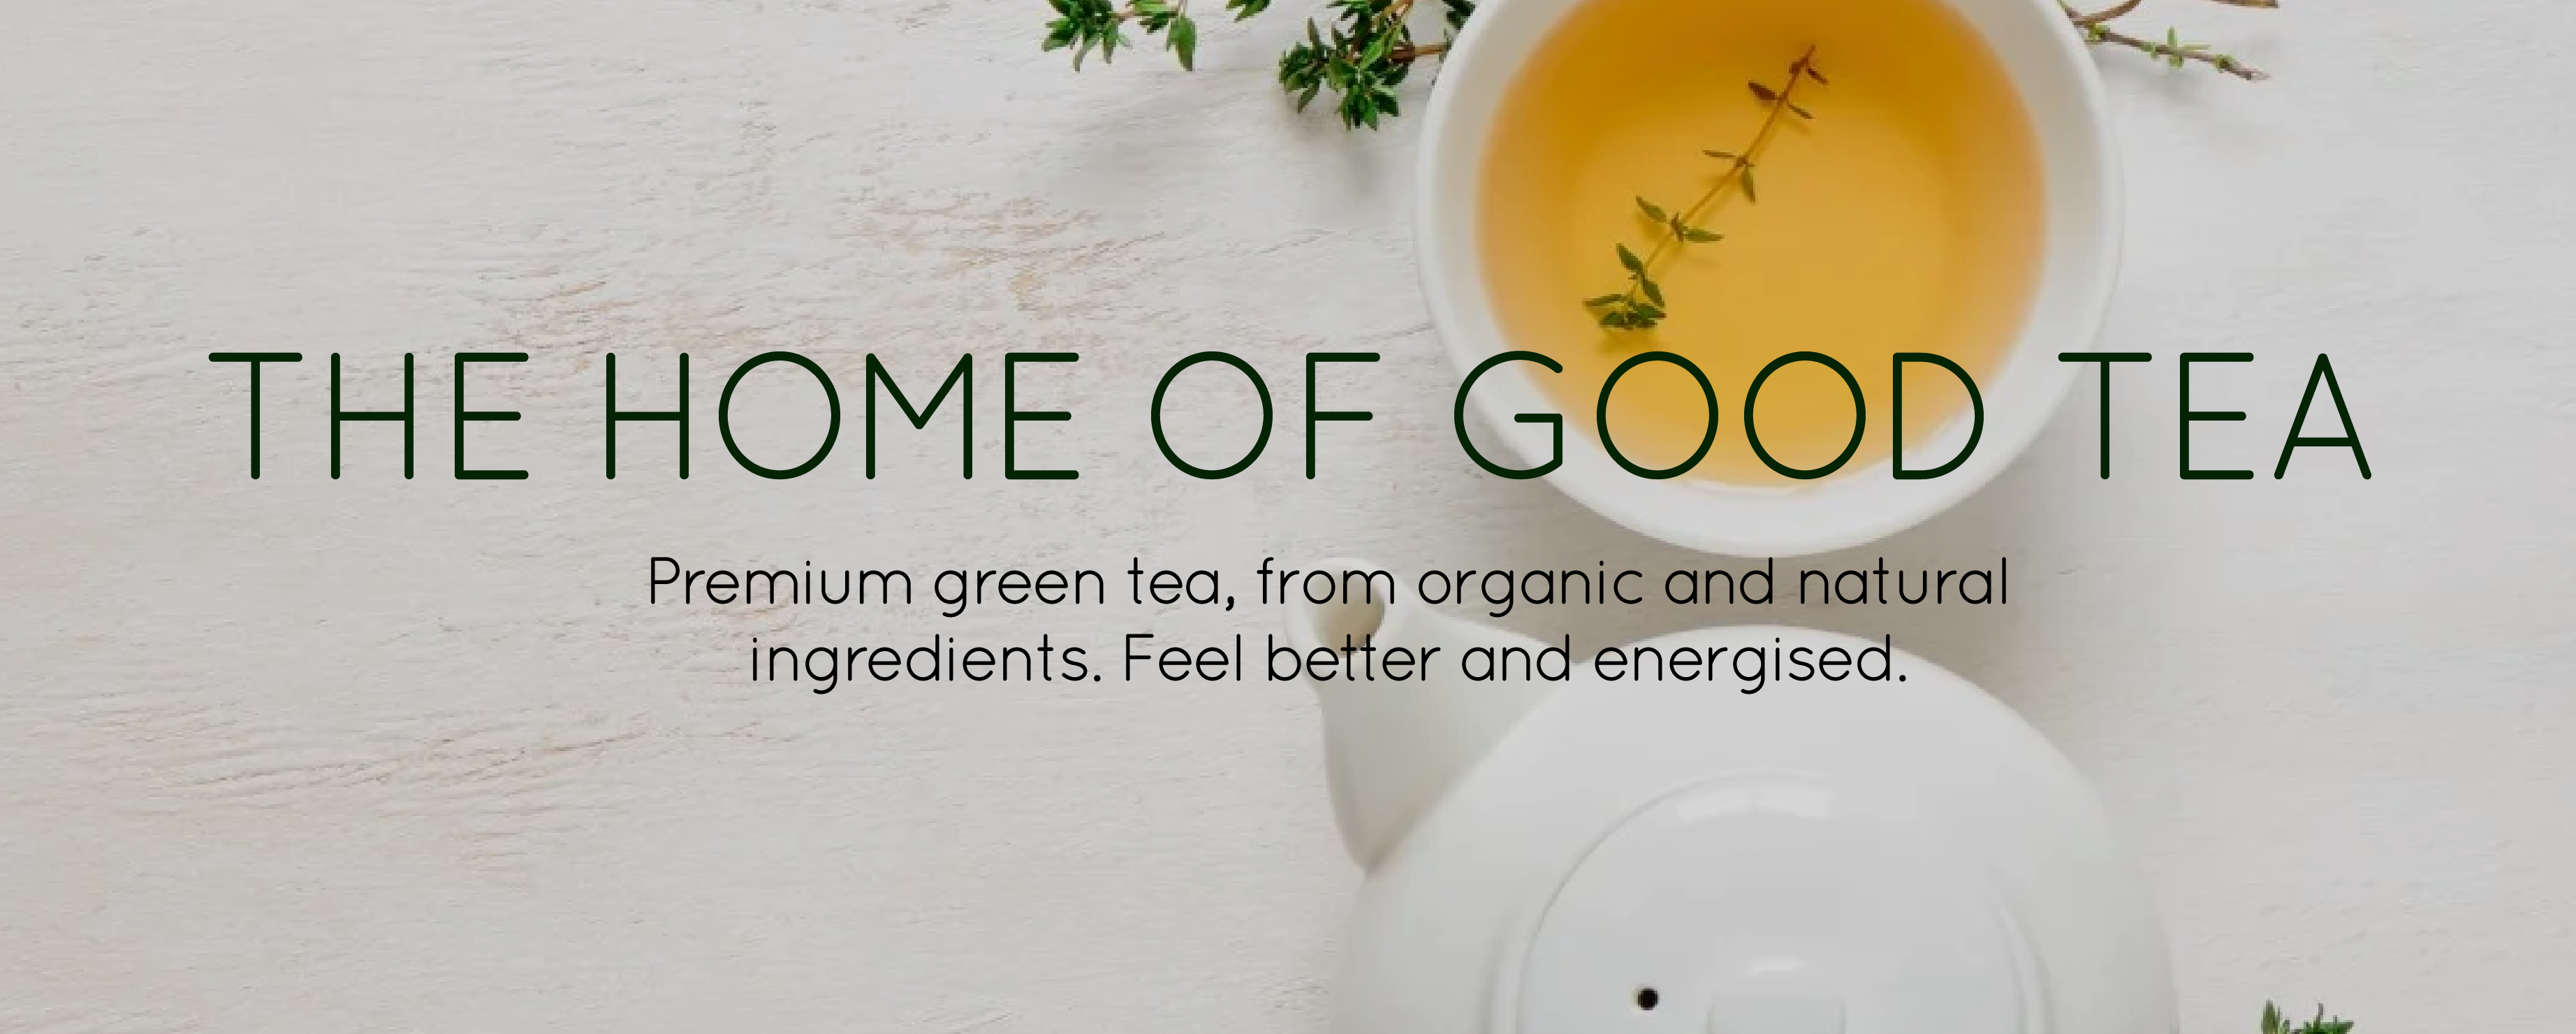 THE HOME OF GOOD TEA
Premium green tea, from organic and natural
ingredients. Feel better and energised.